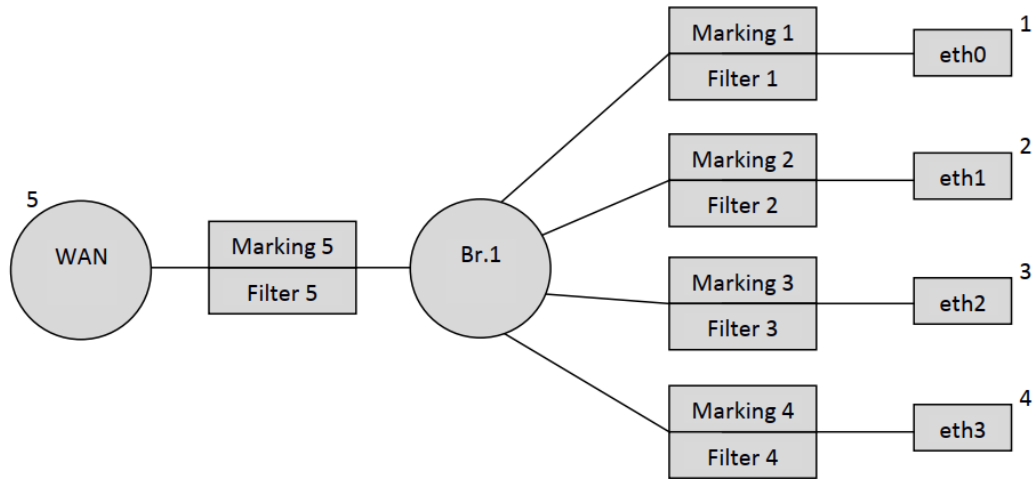 1
Marking 1
eth0
Filter 1
2
Marking 2
eth1
Filter 2
5
WAN
Marking 5
Filter 5
Br.1
3
Marking 3
eth2
Filter 3
4
Marking 4
eth3
Filter 4